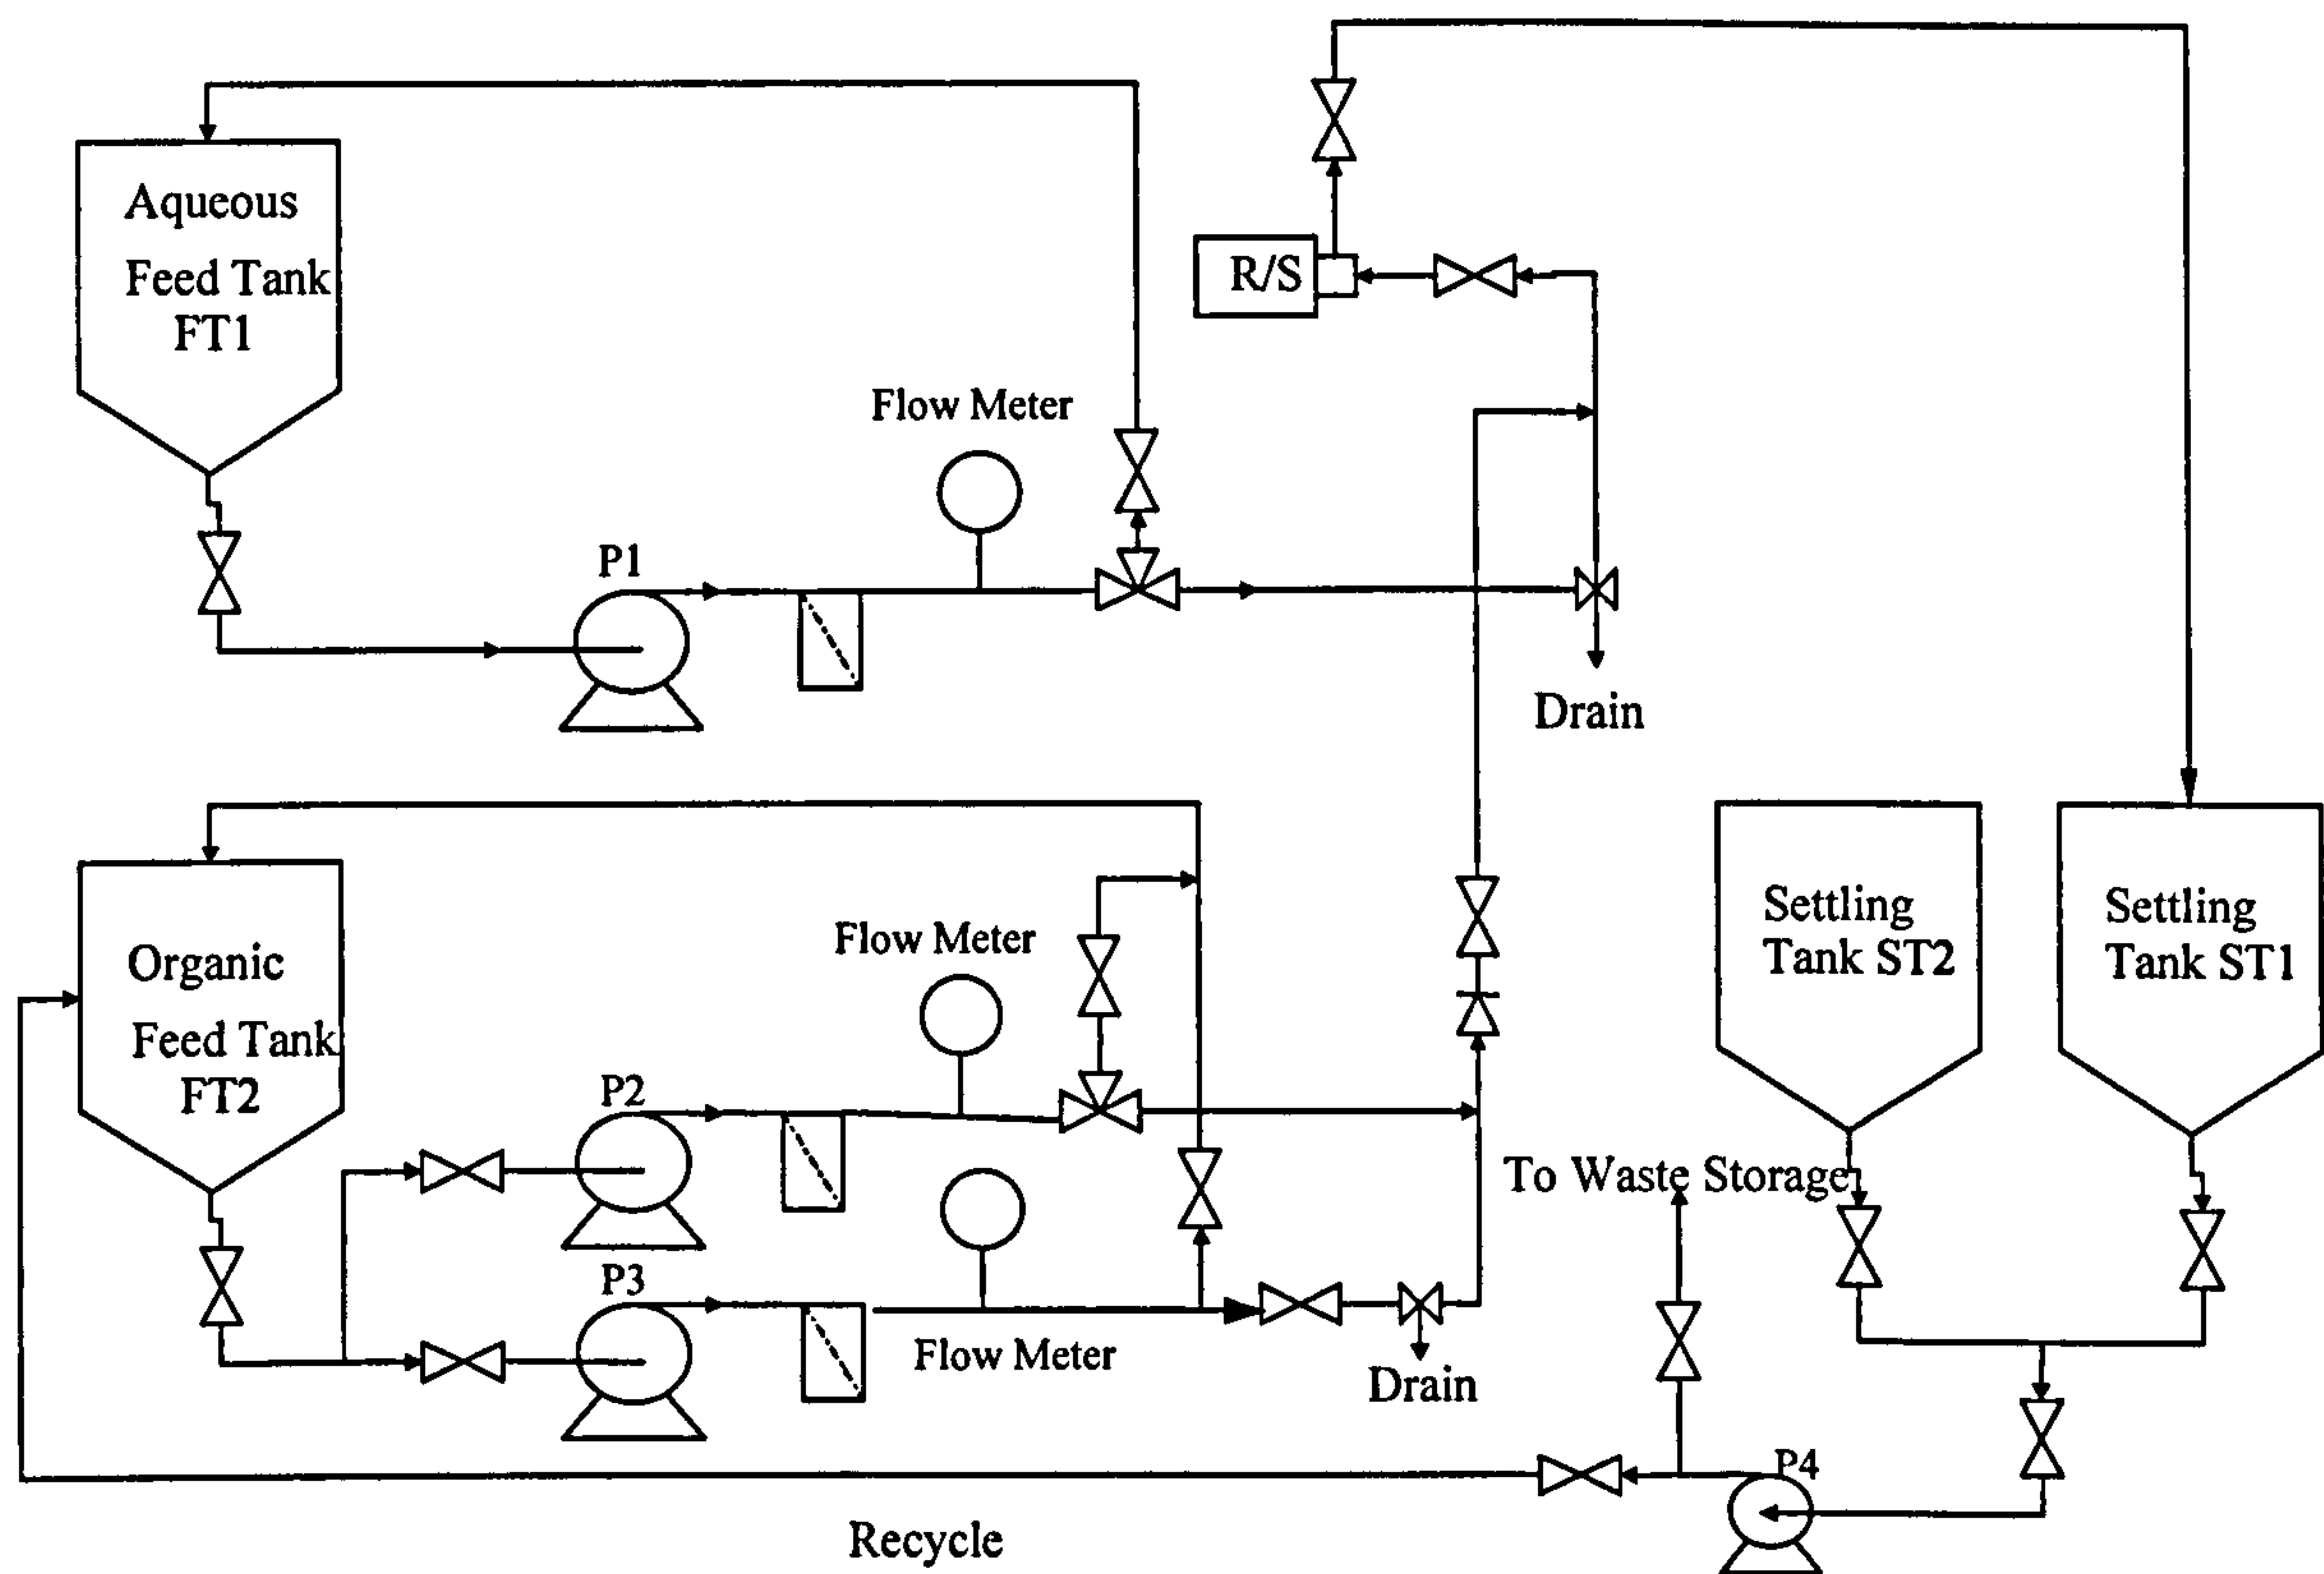 Aqueous
Feed Tank
FT1
R/S
Flow Meter
P1
Drain
Organic
Feed Tank
FT2
Flow Meter
P2
P3
Flow Meter
Drain
Settling
Tank ST2
Settling
Tank ST1
To Waste Storage
P4
Recycle